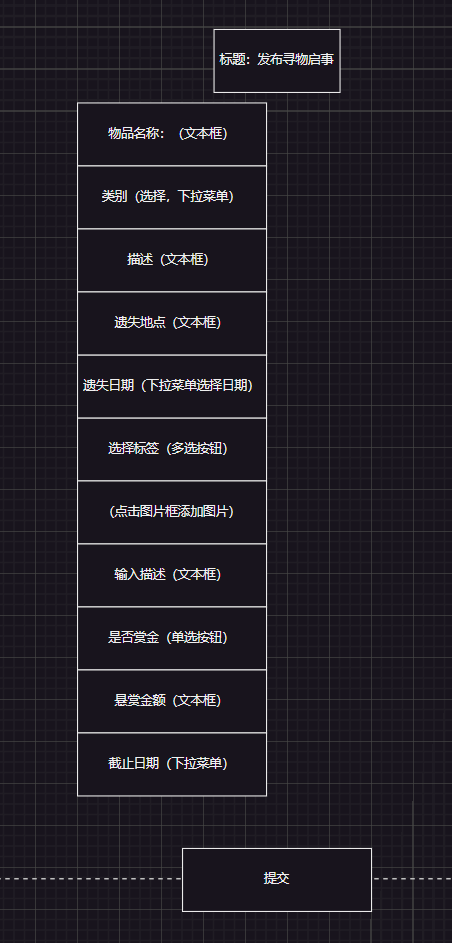 标题：发布寻物启事
物品名称：（文本框）
类别（选择，下拉菜单）
描述（文本框）
遗失地点（文本框）
遗失日期（下拉菜单选择日期）
选择标签（多选按钮）
（点击图片框添加图片）
输入描述（文本框）
是否赏金（单选按钮）
悬赏金额（文本框）
截止日期（下拉菜单）
提交